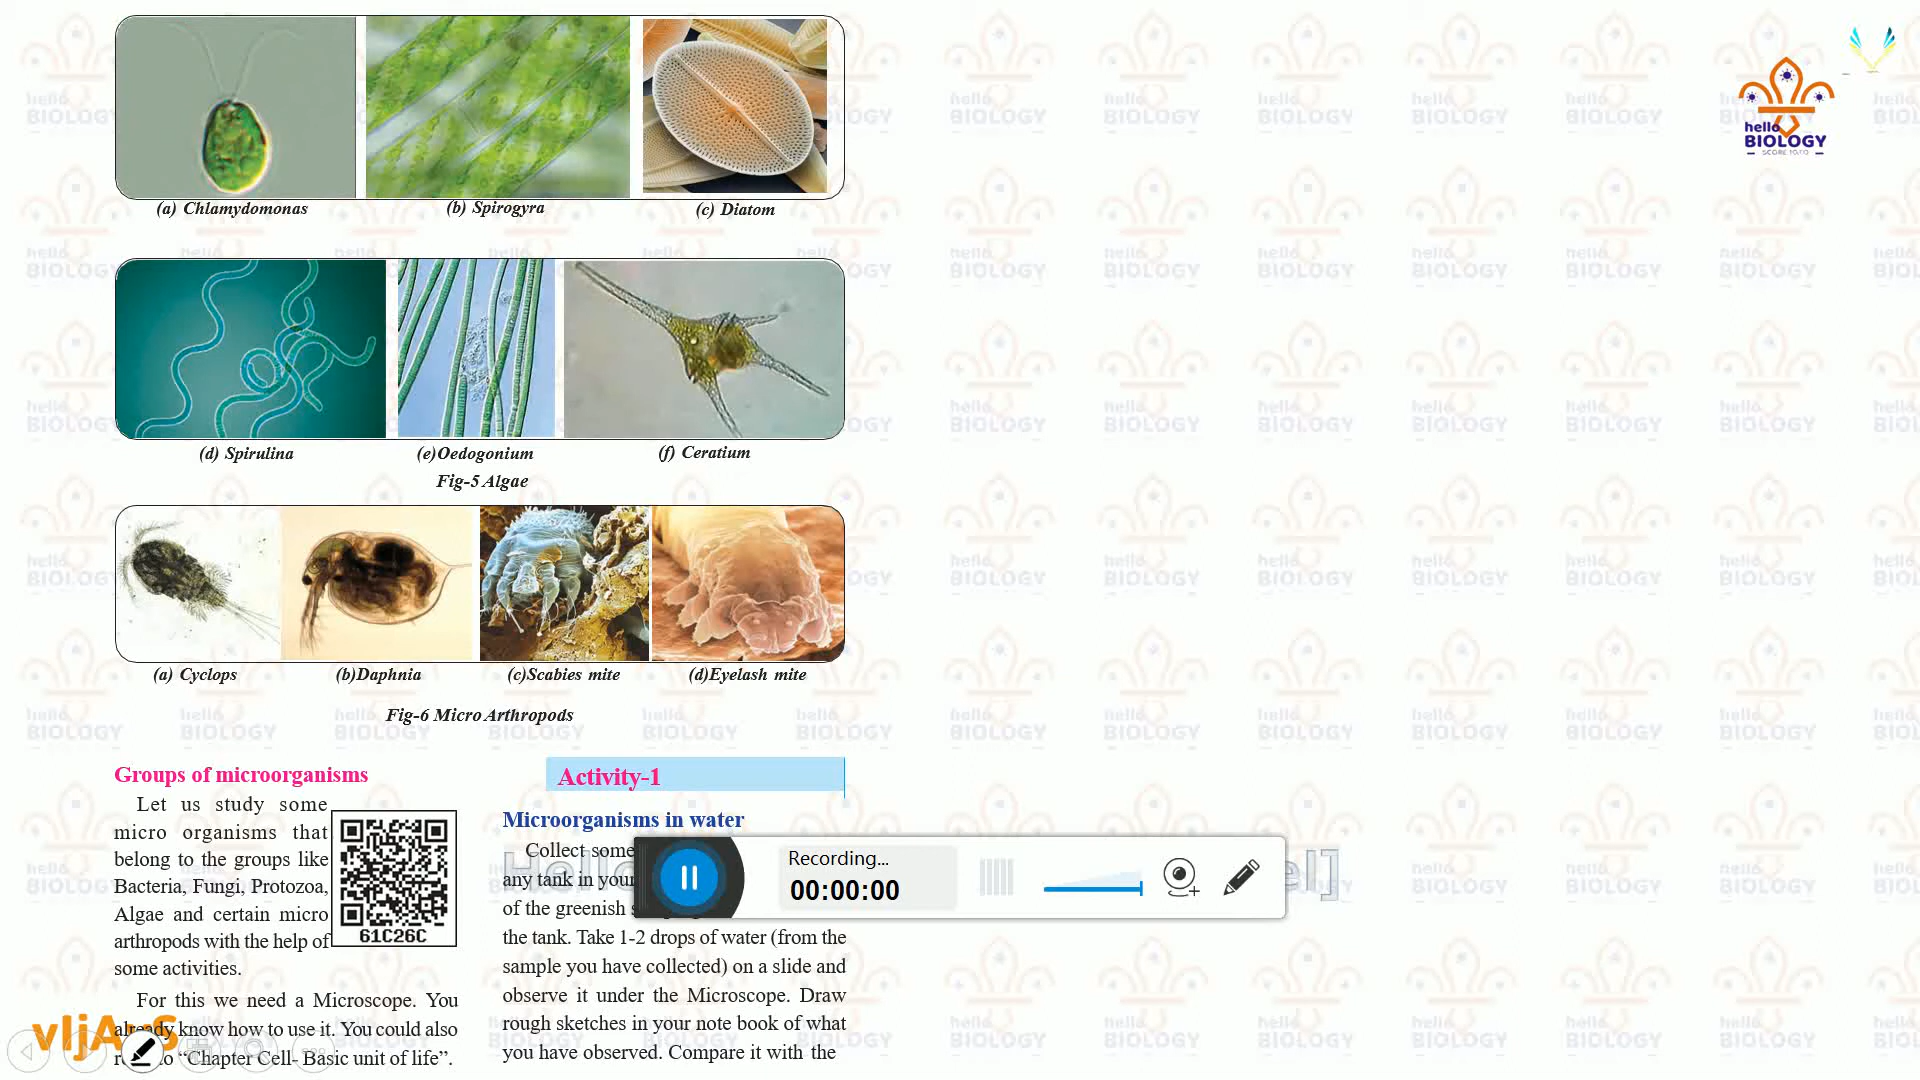 (a) Chlamydomonas
(b) Spirogyra
(c) Diatom
(d) Spirulina
(e)Oedogonium
(f) Ceratium
Fig-5 Algae
(a) Cyclops
(b)Daphnia
(c)Scabies mite
(d)Eyelash mite
Fig-6 Micro Arthropods
Groups of microorganisms
Let us study some
micro organisms that
belong to the groups like
Bacteria, Fungi, Protozoa,
Algae and certain micro
arthropods with the help of
some activities.
61C26C
For this we need a Microscope. You
already know how to use it. You could also
to “Chapter Cell- Basic unit of life”.
Activity-1
Microorganisms in water
Collect some
any tank in your
of the greenish
the tank. Take 1-2 drops of water (from the
sample you have collected) on a slide and
observe it under the Microscope. Draw
rough sketches in your note book of what
you have observed. Compare it with the
Recording...
00:00:00
hello
BIOLOGY
SCORE 10/10